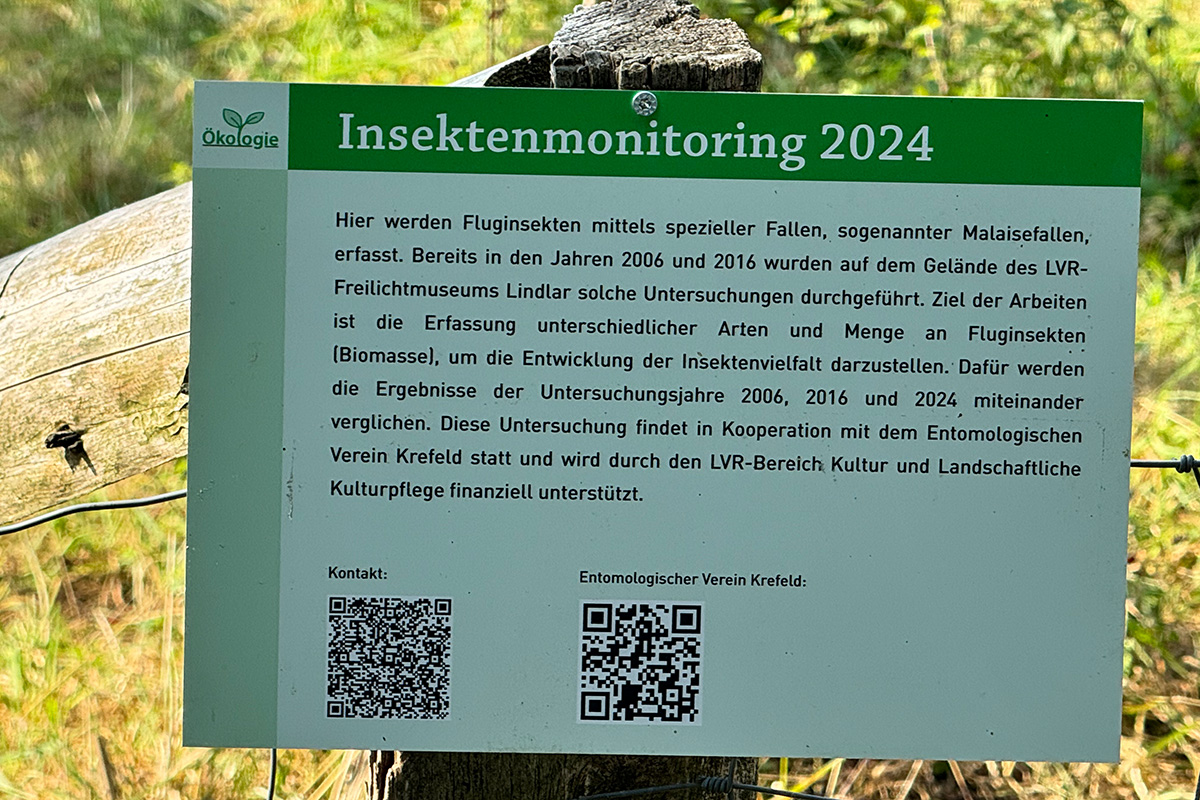 Ökologie
Insektenmonitoring 2024
Hier werden Fluginsekten mittels spezieller Fallen, sogenannter Malaisefallen,
erfasst. Bereits in den Jahren 2006 und 2016 wurden auf dem Gelände des LVR-
Freilichtmuseums Lindlar solche Untersuchungen durchgeführt. Ziel der Arbeiten
ist die Erfassung unterschiedlicher Arten und Menge an Fluginsekten
(Biomasse), um die Entwicklung der Insektenvielfalt darzustellen. Dafür werden
die Ergebnisse der Untersuchungsjahre 2006, 2016 und 2024 miteinander
verglichen. Diese Untersuchung findet in Kooperation mit dem Entomologischen
Verein Krefeld statt und wird durch den LVR-Bereich Kultur und Landschaftliche
Kulturpflege finanziell unterstützt.
Kontakt:
Entomologischer Verein Krefeld: